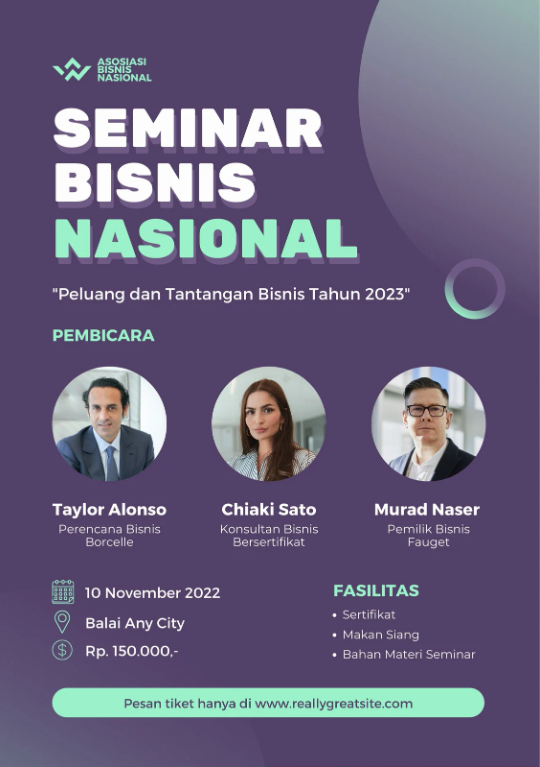 ASOSIASI
BISNIS
NASIONAL
SEMINAR
BISNIS
NASIONAL
"Peluang dan Tantangan Bisnis Tahun 2023"
PEMBICARA
Taylor Alonso
Perencana Bisnis
Borcelle
Chiaki Sato
Konsultan Bisnis
Bersertifikat
Murad Naser
Pemilik Bisnis
Fauget
10 November 2022
Balai Any City
Rp. 150.000,-
FASILITAS
• Sertifikat
• Makan Siang
• Bahan Materi Seminar
Pesan tiket hanya di www.reallygreatsite.com